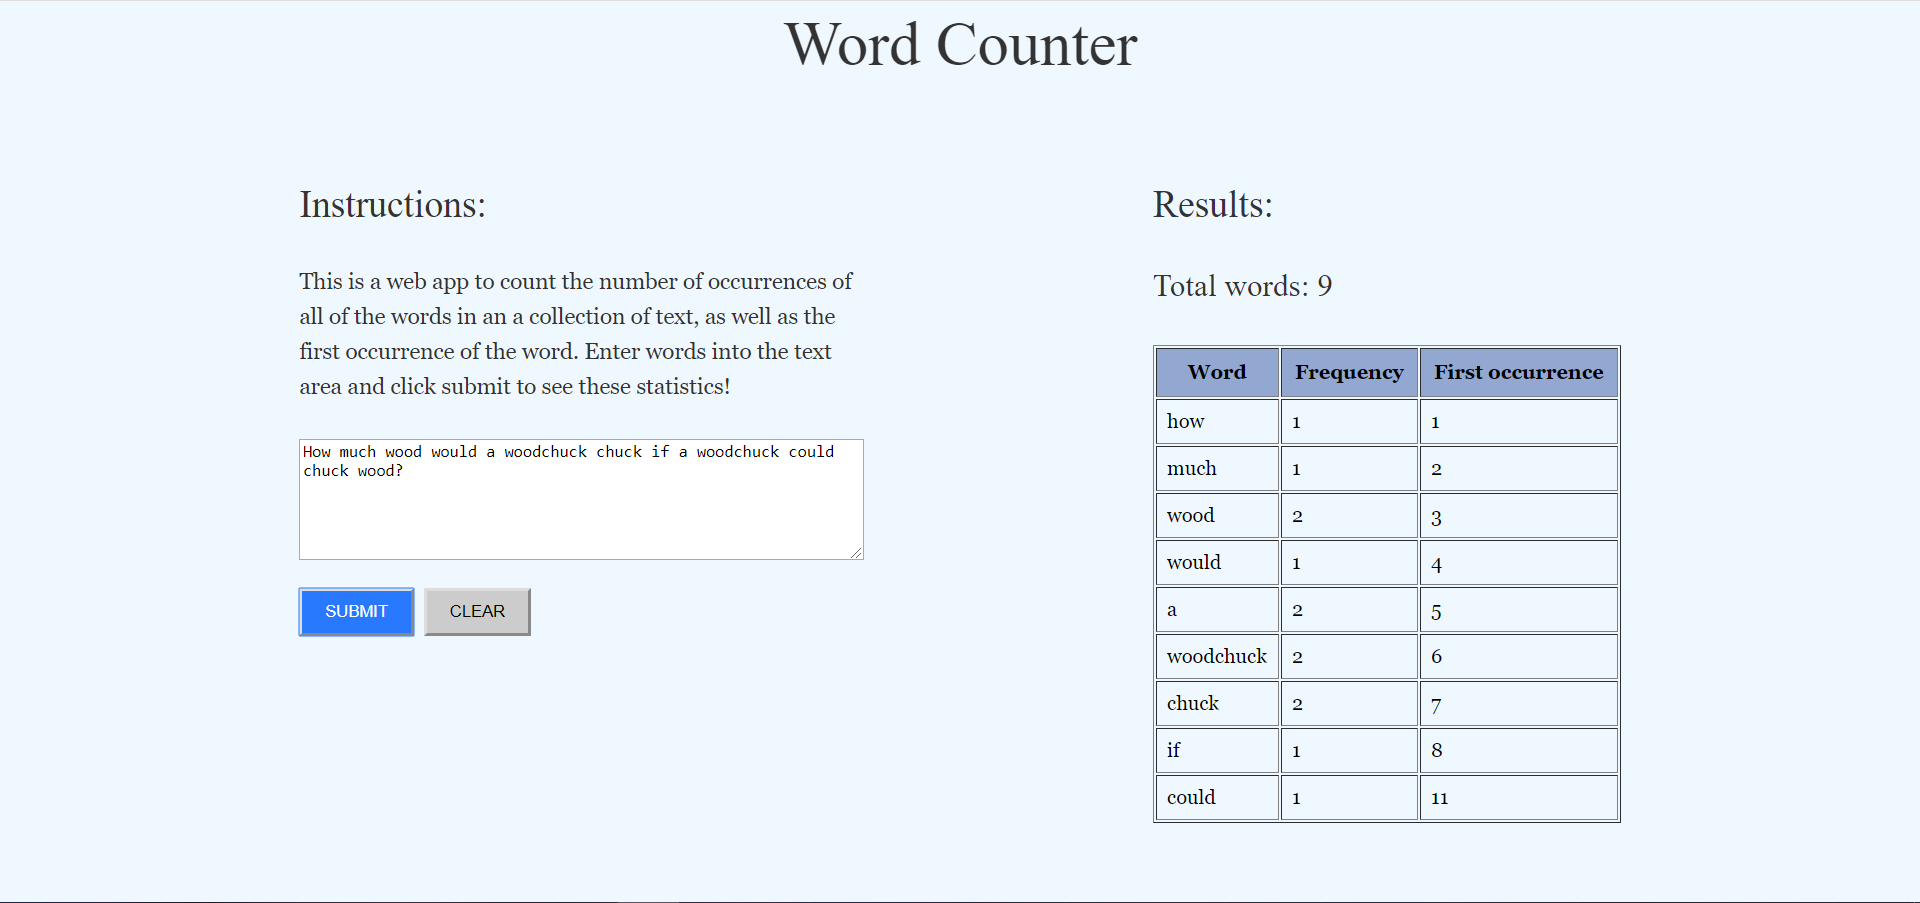 Word Counter
Instructions:
This is a web app to count the number of occurrences of
all of the words in an a collection of text, as well as the
first occurrence of the word. Enter words into the text
area and click submit to see these statistics!
How much wood would a woodchuck chuck if a woodchuck could
chuck wood?
SUBMIT CLEAR
Results:
Total words: 9
Word Frequency First occurrence
how 1 1
much 1 2
wood 2 3
would 1 4
a 2 5
woodchuck 2 6
chuck 2 7
if 1 8
could 1 11